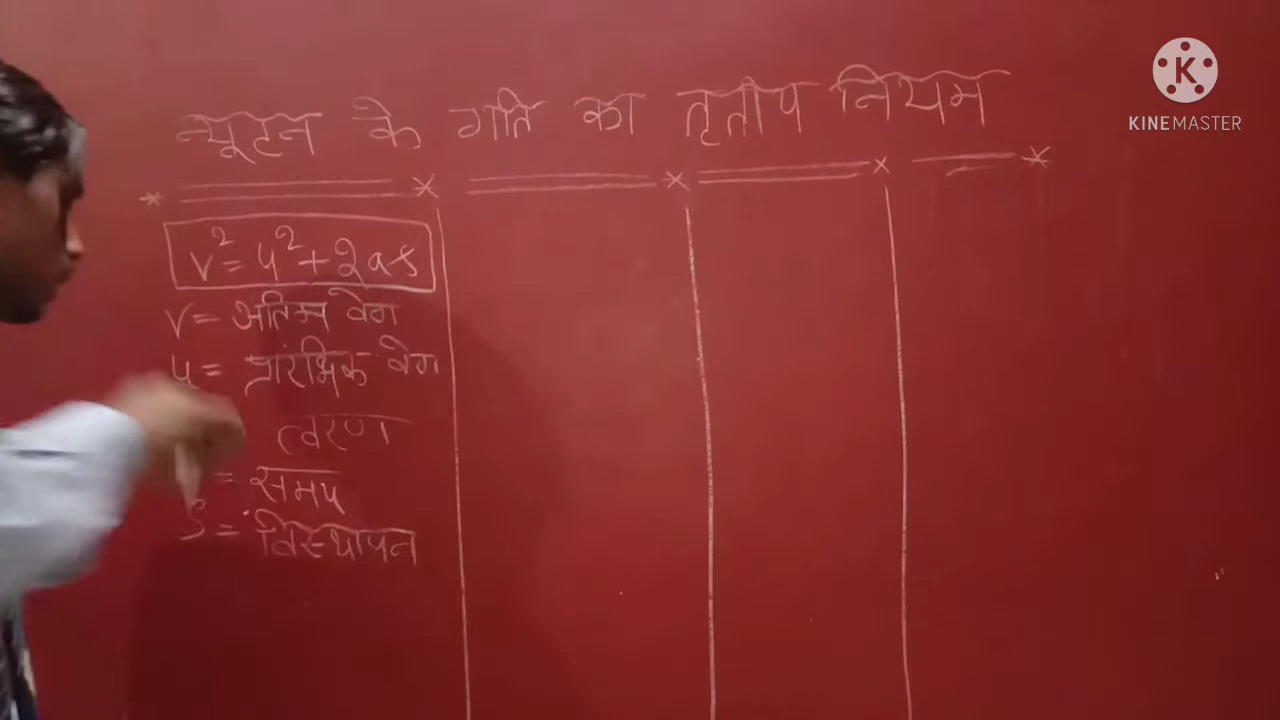 न्यूटन के गति का तृतीय नियम
v²= u²+2as
v= अंतिम वेग
u= प्रारंभिक वेग
त्वरण
= समय
S= विस्थापन
K
KINEMASTER